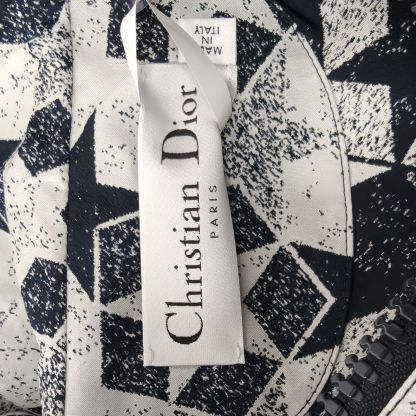 MADE
IN
ITALY
Christian Dior
PARIS